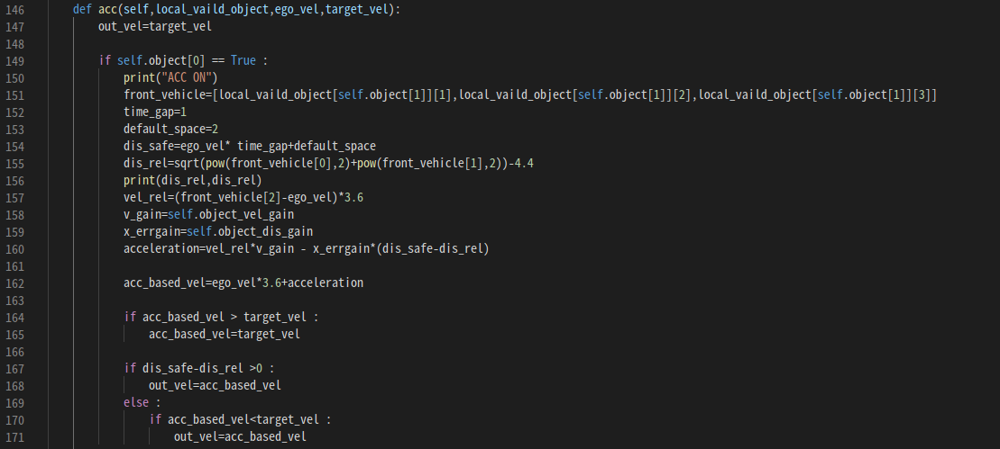 146 def acc(self,local_vaild_object,ego_vel,target_vel):
147 out_vel=target_vel
148
149 if self.object[0] == True :
150 print("ACC ON")
151 front_vehicle=[local_vaild_object[self.object[1]][1],local_vaild_object[self.object[1]][2],local_vaild_object[self.object[1]][3]]
152 time_gap=1
153 default_space=2
154 dis_safe=ego_vel* time_gap+default_space
155 dis_rel=sqrt(pow(front_vehicle[0],2)+pow(front_vehicle[1],2))-4.4
156 print(dis_rel,dis_rel)
157 vel_rel=(front_vehicle[2]-ego_vel)*3.6
158 v_gain=self.object_vel_gain
159 x_errgain=self.object_dis_gain
160 acceleration=vel_rel*v_gain - x_errgain*(dis_safe-dis_rel)
161
162 acc_based_vel=ego_vel*3.6+acceleration
163
164 if acc_based_vel > target_vel :
165 acc_based_vel=target_vel
166
167 if dis_safe-dis_rel >0 :
168 out_vel=acc_based_vel
169 else :
170 if acc_based_vel<target_vel :
171 out_vel=acc_based_vel